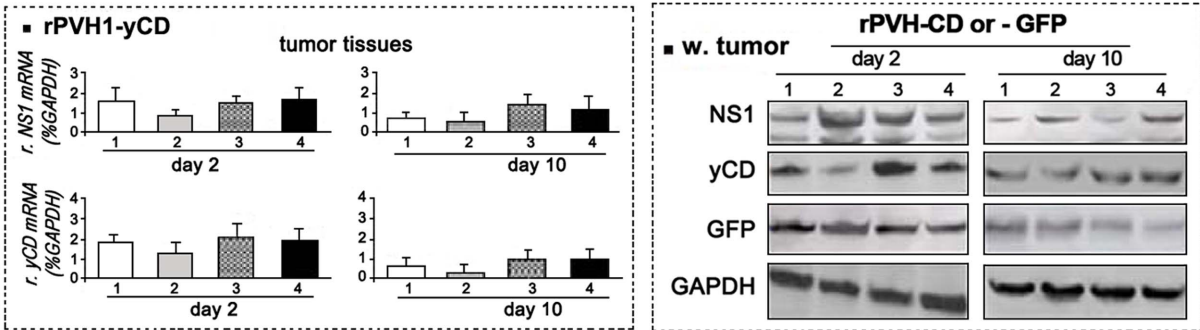 ▪ rPVH1-yCD
tumor tissues
r. NS1 mRNA
(%GAPDH)
3
2
1
0
1 2 3 4
day 2
3
2
1
0
1 2 3 4
day 10
r. yCD mRNA
(%GAPDH)
4
3
2
1
0
1 2 3 4
day 2
4
3
2
1
0
1 2 3 4
day 10
rPVH-CD or - GFP
▪ w. tumor
day 2 day 10
1 2 3 4 1 2 3 4
NS1
yCD
GFP
GAPDH